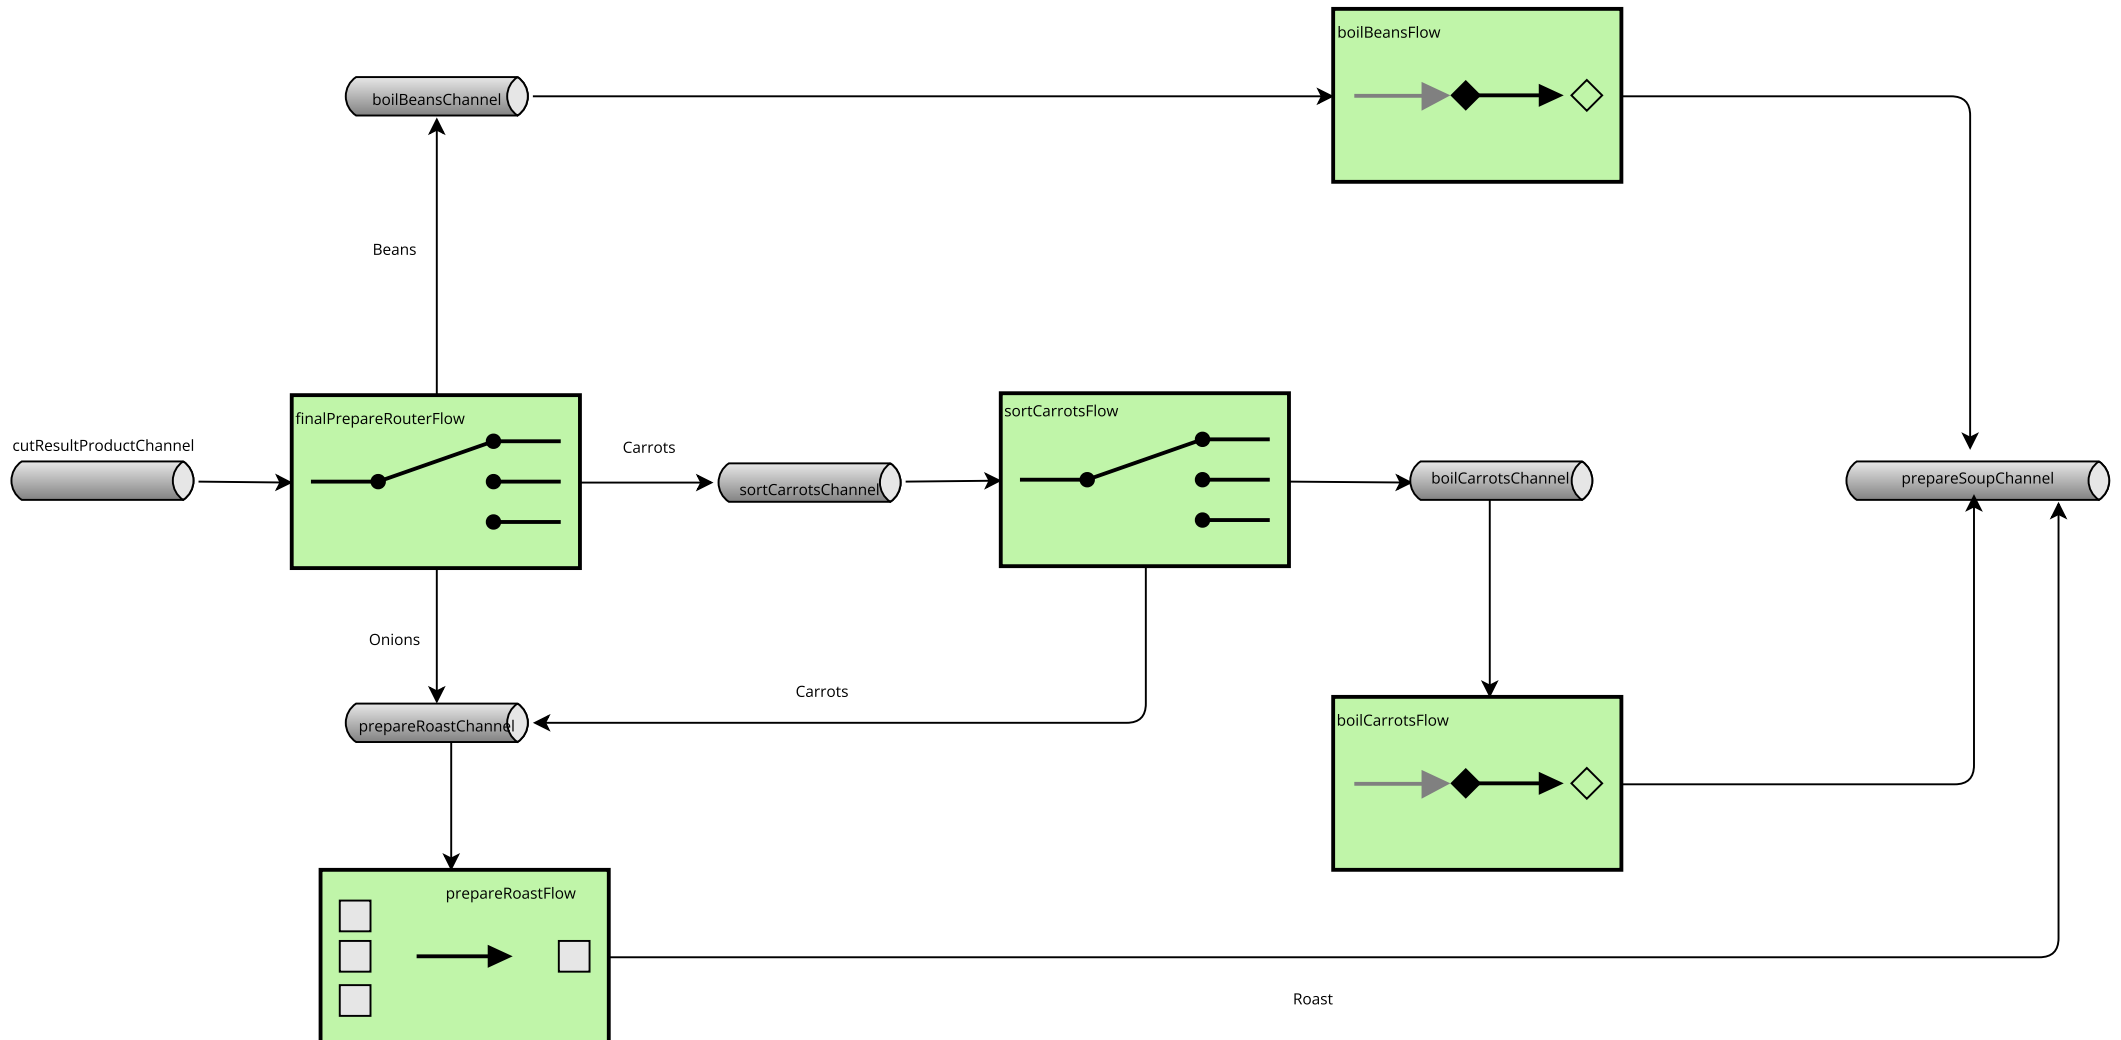 boilBeansFlow
boilBeansChannel
Beans
finalPrepareRouterFlow
sortCarrotsFlow
cutResultProductChannel
Carrots
sortCarrotsChannel
boilCarrotsChannel
prepareSoupChannel
Onions
Carrots
prepareRoastChannel
boilCarrotsFlow
prepareRoastFlow
Roast